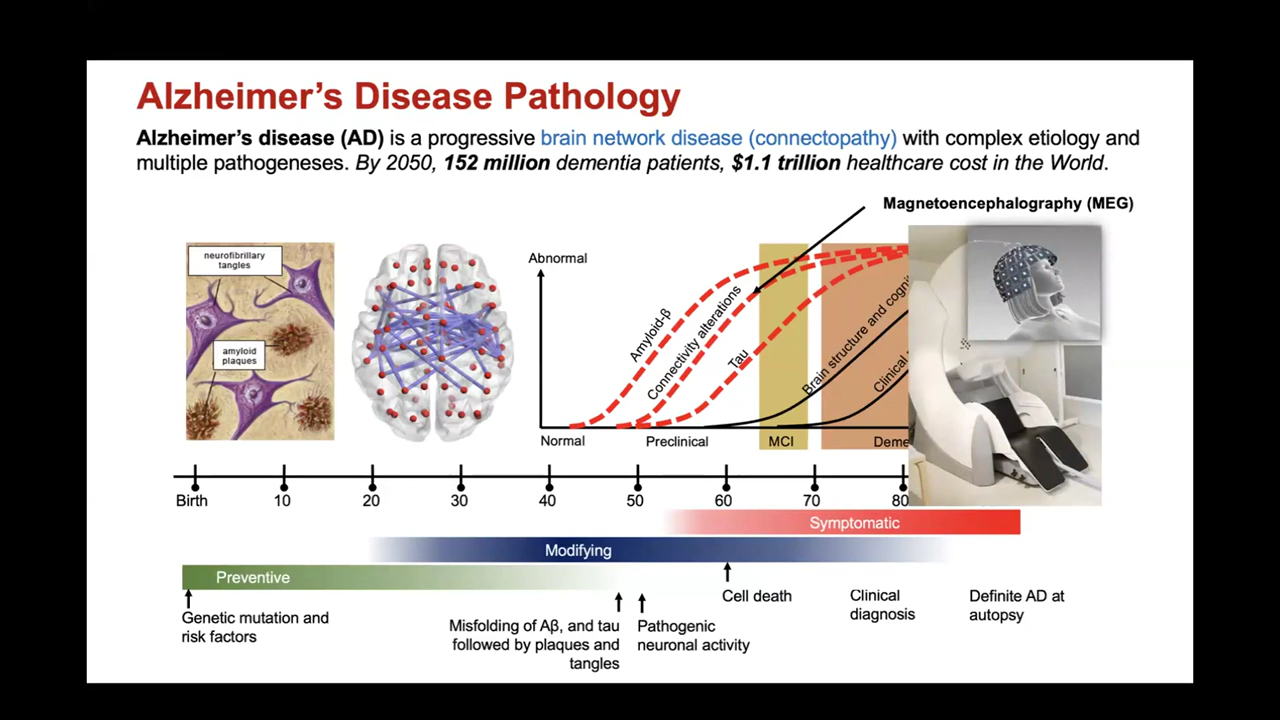 Alzheimer's Disease Pathology
Alzheimer's disease (AD) is a progressive brain network disease (connectopathy) with complex etiology and
multiple pathogeneses. By 2050, 152 million dementia patients, $1.1 trillion healthcare cost in the World.
Magnetoencephalography (MEG)
neurofibrillary
tangles
amyloid
plaques
Abnormal
Amyloid-β
Connectivity alterations
Tau
Brain structure and cogni
Clinical
Normal
Preclinical
MCI
Deme
Birth
10
20
30
40
50
60
70
80
Symptomatic
Modifying
Preventive
Genetic mutation and
risk factors
Misfolding of Aβ, and tau
followed by plaques and
tangles
Pathogenic
neuronal activity
Cell death
Clinical
diagnosis
Definite AD at
autopsy